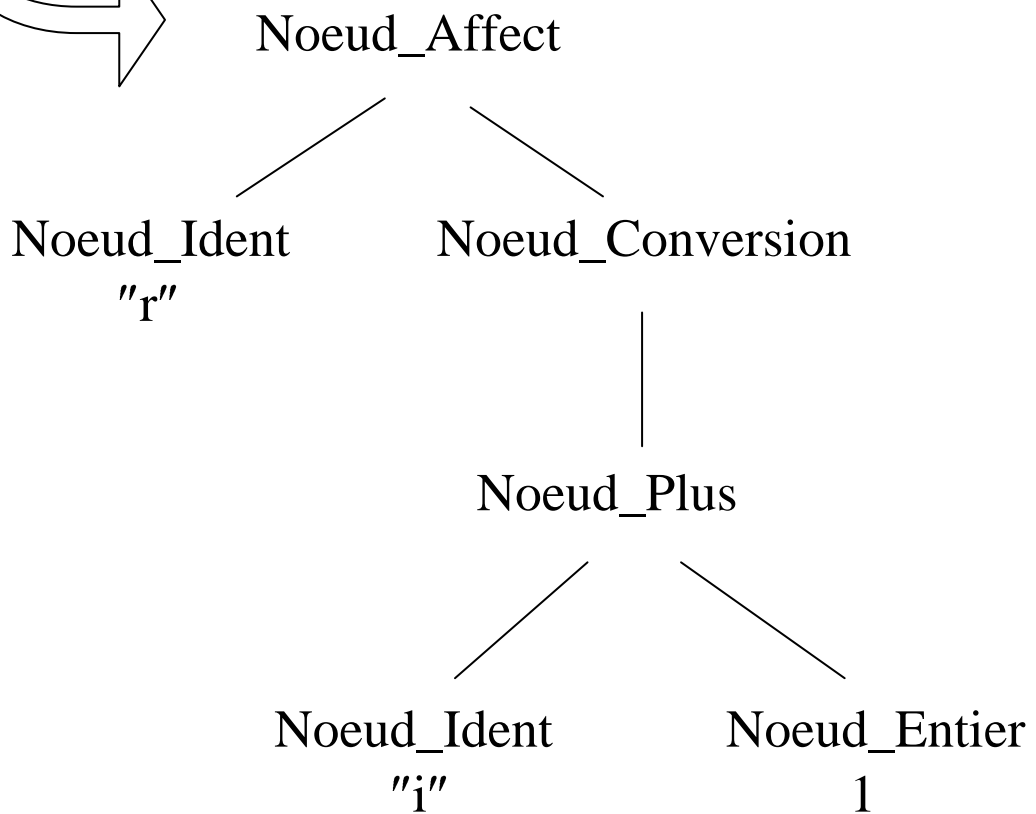 Noeud_Affect
Noeud_Ident Noeud_Conversion
"r"
Noeud_Plus
Noeud_Ident Noeud_Entier
"i" 1